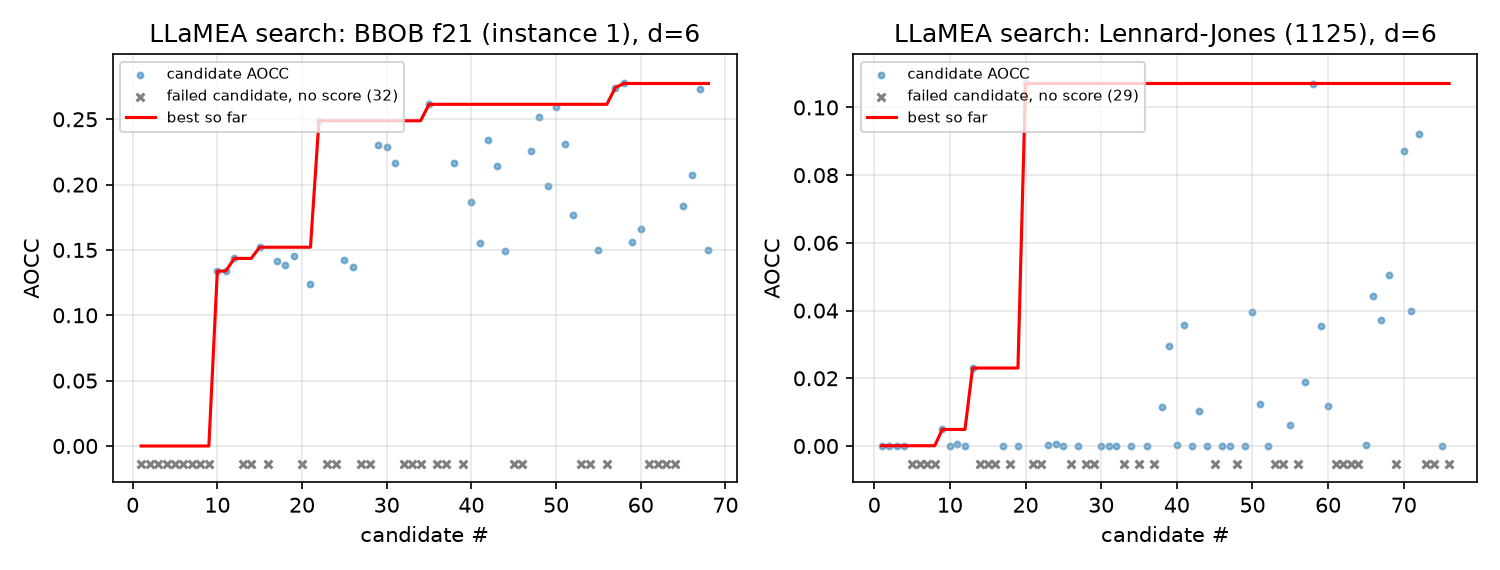 LLaMEA search: BBOB f21 (instance 1), d=6
candidate AOCC
failed candidate, no score (32)
best so far
0.25
0.20
0.15
0.10
0.05
0.00
AOCC
0
10
20
30
40
50
60
70
candidate #
LLaMEA search: Lennard-Jones (1125), d=6
candidate AOCC
failed candidate, no score (29)
best so far
0.10
0.08
0.06
0.04
0.02
0.00
AOCC
0
10
20
30
40
50
60
70
candidate #